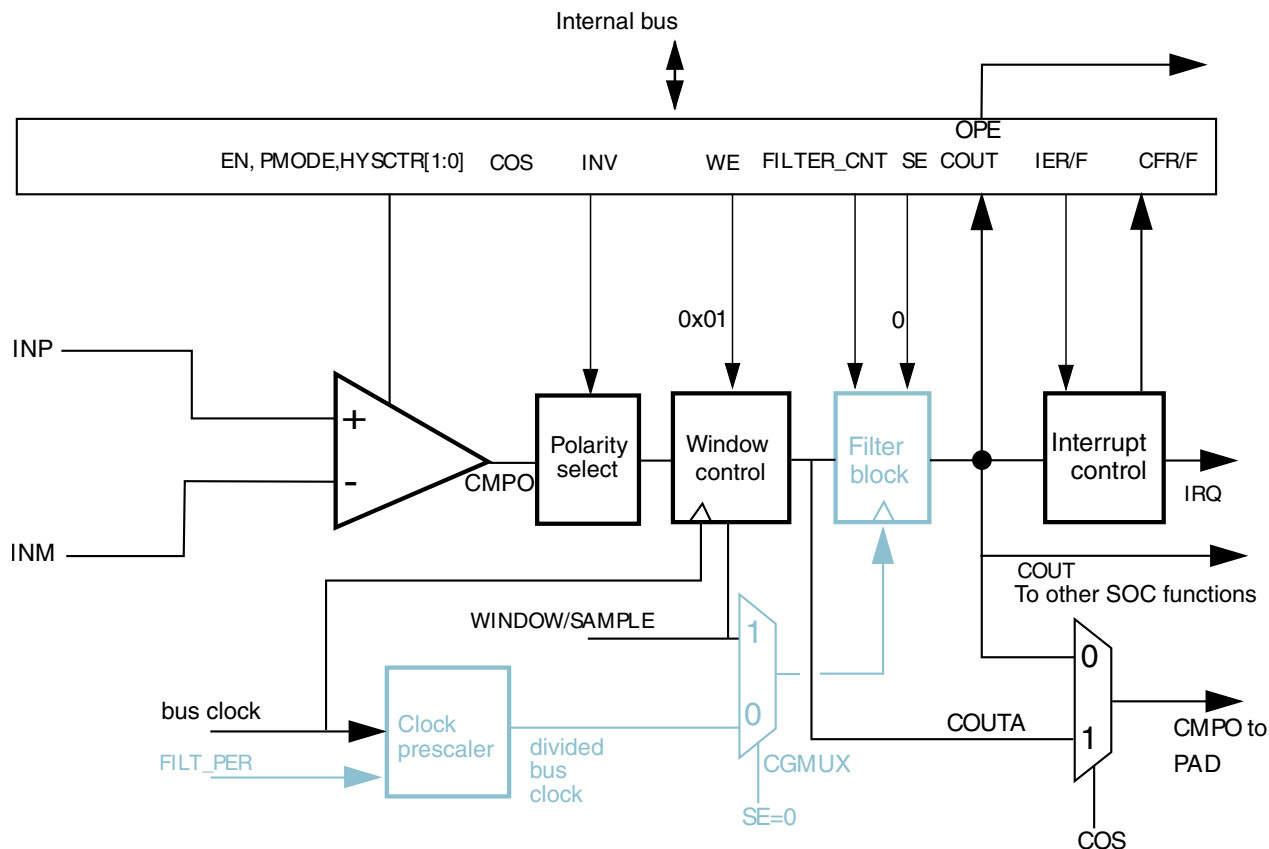 Internal bus
OPE
EN, PMODE,HYSCTR[1:0] COS INV WE FILTER_CNT SE COUT IER/F CFR/F
0x01
0
INP
+
-
INM
CMPO
Polarity
select
Window
control
Filter
block
Interrupt
control
IRQ
COUT
To other SOC functions
WINDOW/SAMPLE
1
0
0
1
bus clock
FILT_PER
Clock
prescaler
divided
bus
clock
CGMUX
SE=0
COUTA
CMPO to
PAD
COS